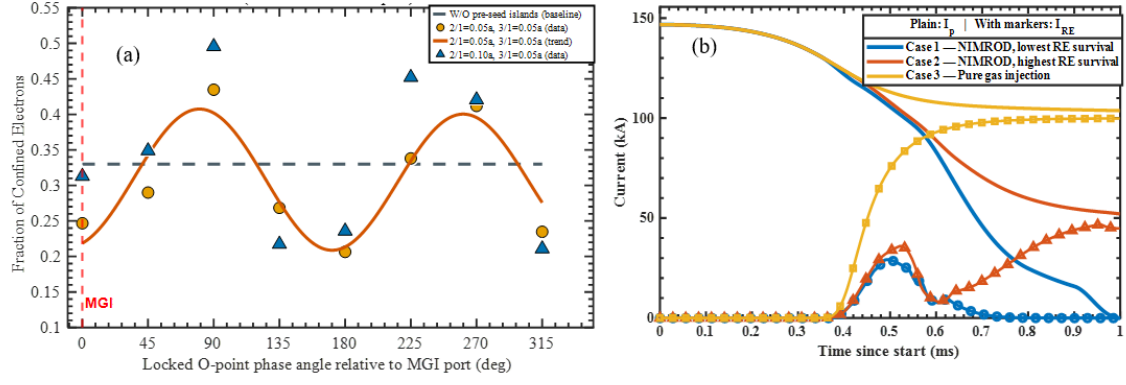 (a)
W/O pre-seed islands (baseline)
2/1=0.05a, 3/1=0.05a (data)
2/1=0.05a, 3/1=0.05a (trend)
2/1=0.10a, 3/1=0.05a (data)
Fraction of Confined Electrons
0.55
0.5
0.45
0.4
0.35
0.3
0.25
0.2
0.15
0.1
MGI
0 45 90 135 180 225 270 315
Locked O-point phase angle relative to MGI port (deg)
(b)
Plain: Ip | With markers: IRE
Case 1 — NIMROD, lowest RE survival
Case 2 — NIMROD, highest RE survival
Case 3 — Pure gas injection
Current (kA)
150
100
50
0
0 0.1 0.2 0.3 0.4 0.5 0.6 0.7 0.8 0.9 1
Time since start (ms)